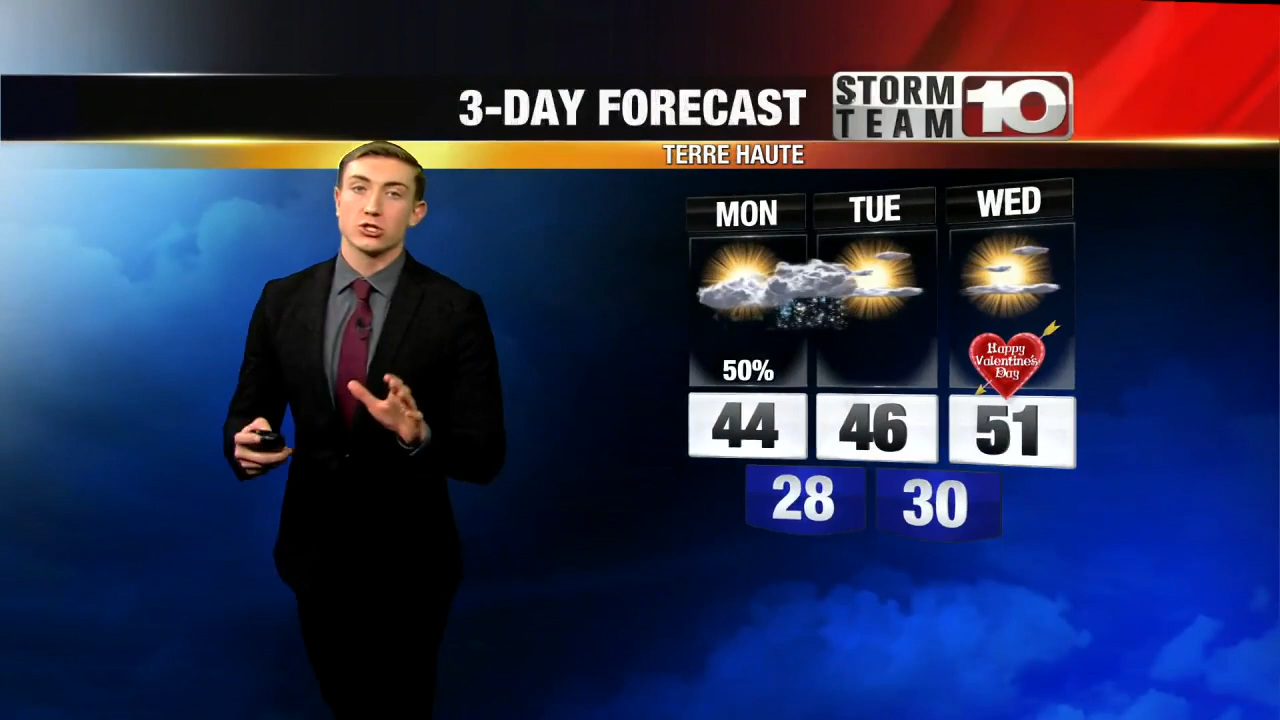 3-DAY FORECAST
STORM TEAM 10
TERRE HAUTE
MON TUE WED
Happy
Valentine's
Day
50%
44 46 51
28 30